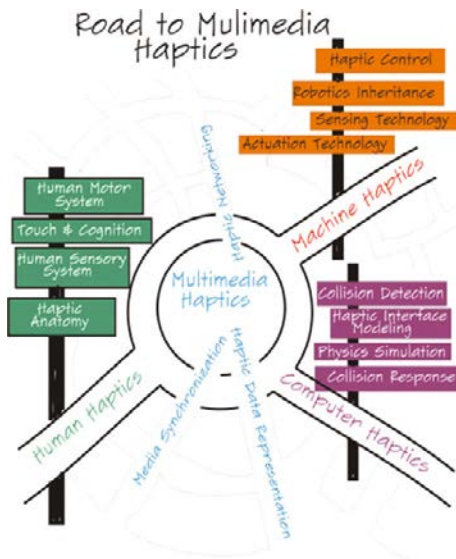 Road to Mulimedia
Haptics
Haptic Control
Robotics Inheritance
Sensing Technology
Actuation Technology
Haptic Networking
Machine Haptics
Human Motor
System
Touch & Cognition
Human Sensory
System
Haptic
Anatomy
Multimedia
Haptics
Collision Detection
Haptic Interface
Modeling
Physics Simulation
Collision Response
Human Haptics
Media Synchronization
Haptic Data Representation
Computer Haptics